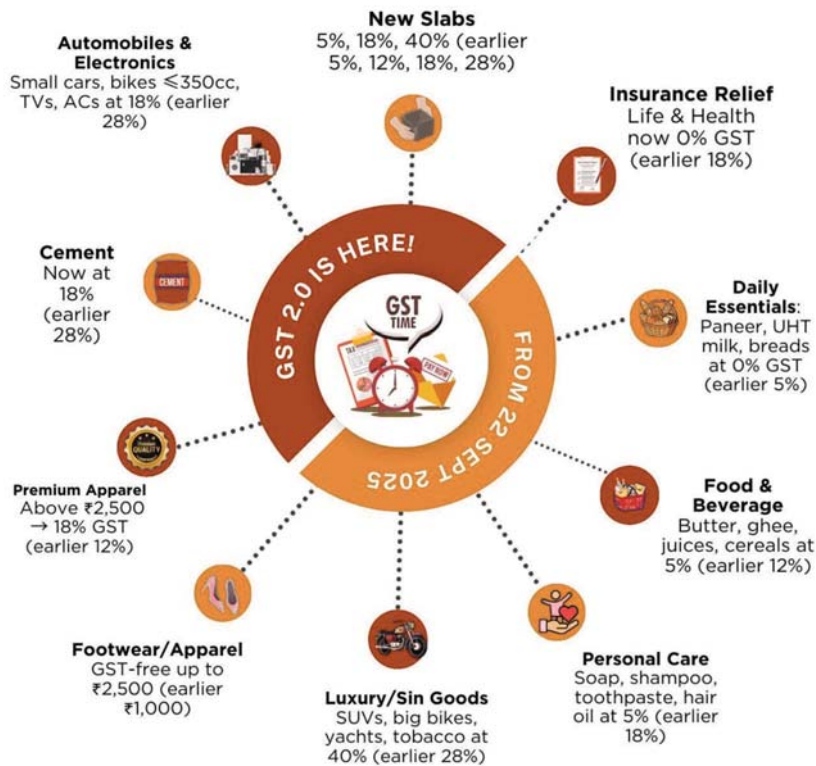 New Slabs
5%, 18%, 40% (earlier
5%, 12%, 18%, 28%)
Automobiles &
Electronics
Small cars, bikes ⩽350cc,
TVs, ACs at 18% (earlier
28%)
Insurance Relief
Life & Health
now 0% GST
(earlier 18%)
Cement
Now at
18%
(earlier
28%)
CEMENT
GST 2.0 IS HERE!
FROM 22 SEPT 2025
GST
TIME
TAX
PAY NOW
Daily
Essentials:
Paneer, UHT
milk, breads
at 0% GST
(earlier 5%)
QUALITY
Premium Apparel
Above ₹2,500
→ 18% GST
(earlier 12%)
Food &
Beverage
Butter, ghee,
juices, cereals at
5% (earlier 12%)
Footwear/Apparel
GST-free up to
₹2,500 (earlier
₹1,000)
Luxury/Sin Goods
SUVs, big bikes,
yachts, tobacco at
40% (earlier 28%)
Personal Care
Soap, shampoo,
toothpaste, hair
oil at 5% (earlier
18%)